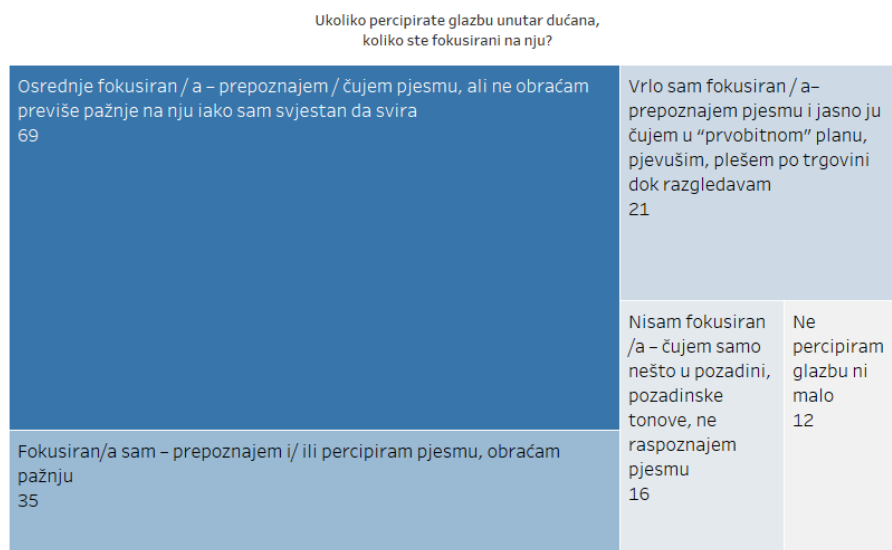 Ukoliko percipirate glazbu unutar dućana,
koliko ste fokusirani na nju?
Osrednje fokusiran / a – prepoznajem / čujem pjesmu, ali ne obraćam
previše pažnje na nju iako sam svjestan da svira
69
Vrlo sam fokusiran / a–
prepoznajem pjesmu i jasno ju
čujem u “prvobitnom” planu,
pjevušim, plešem po trgovini
dok razgledavam
21
Fokusiran/a sam – prepoznajem i/ ili percipiram pjesmu, obraćam
pažnju
35
Nisam fokusiran
/a – čujem samo
nešto u pozadini,
pozadinske
tonove, ne
raspoznajem
pjesmu
16
Ne
percipiram
glazbu ni
malo
12